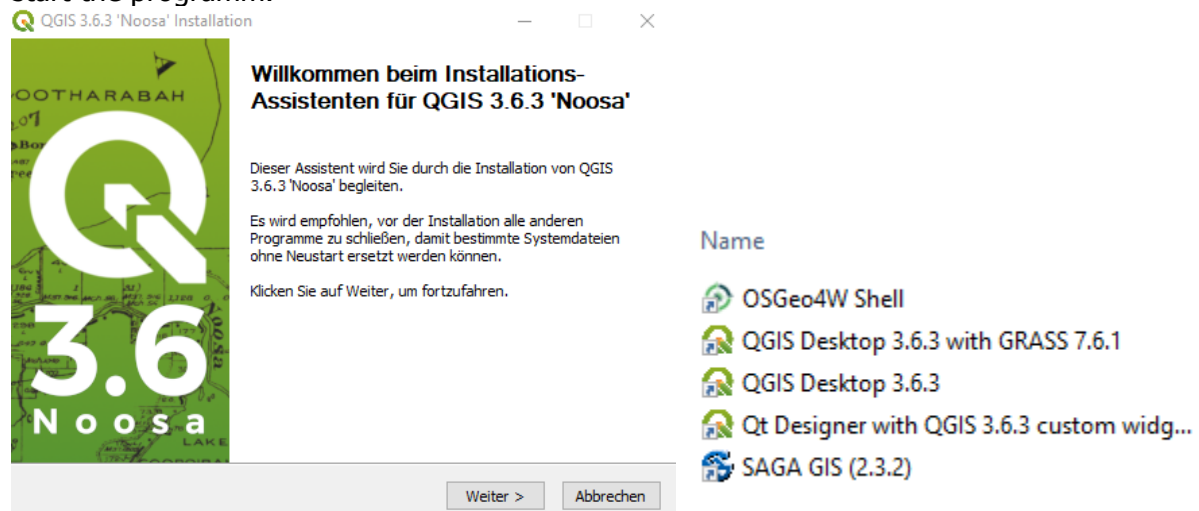 QGIS 3.6.3 'Noosa' Installation
OOTHARABAH
Willkommen beim Installations-
Assistenten für QGIS 3.6.3 'Noosa'
Dieser Assistent wird Sie durch die Installation von QGIS
3.6.3 'Noosa' begleiten.
Es wird empfohlen, vor der Installation alle anderen
Programme zu schließen, damit bestimmte Systemdateien
ohne Neustart ersetzt werden können.
Klicken Sie auf Weiter, um fortzufahren.
3.6
Noosa
Noosa
LAKE
Weiter >
Abbrechen
Name
OSGeo4W Shell
QGIS Desktop 3.6.3 with GRASS 7.6.1
QGIS Desktop 3.6.3
Qt Designer with QGIS 3.6.3 custom widg...
SAGA GIS (2.3.2)